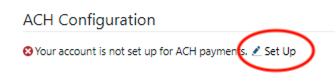 ACH Configuration
Your account is not set up for ACH payments. Set Up